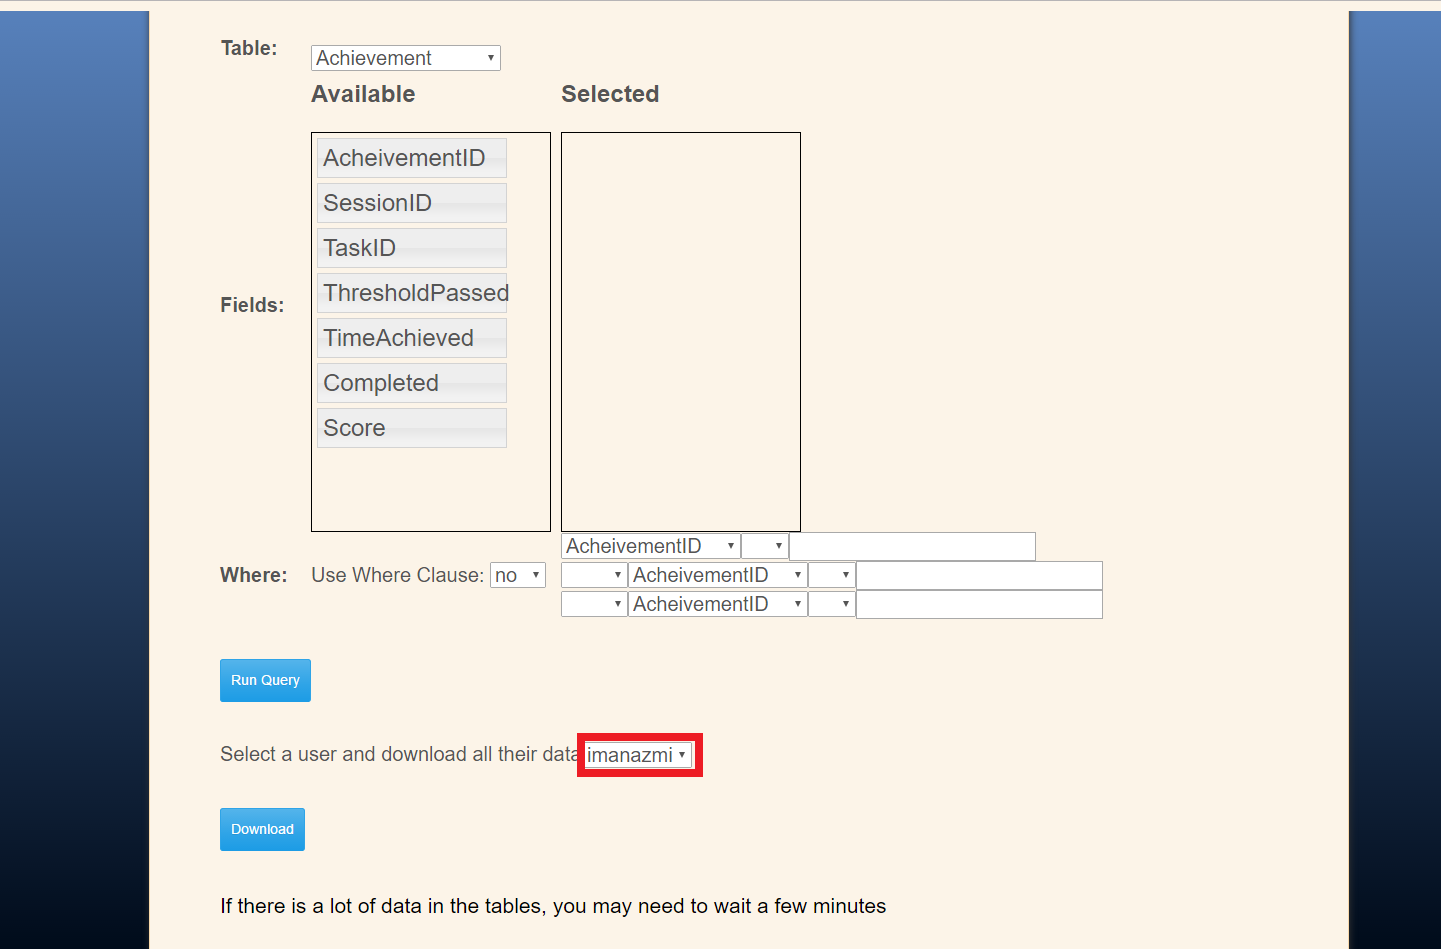 Table: Achievement
Available Selected
AcheivementID
SessionID
TaskID
ThresholdPassed
Fields:
TimeAchieved
Completed
Score
AcheivementID
Where: Use Where Clause: no AcheivementID
AcheivementID
Run Query
Select a user and download all their data imanazmi
Download
If there is a lot of data in the tables, you may need to wait a few minutes